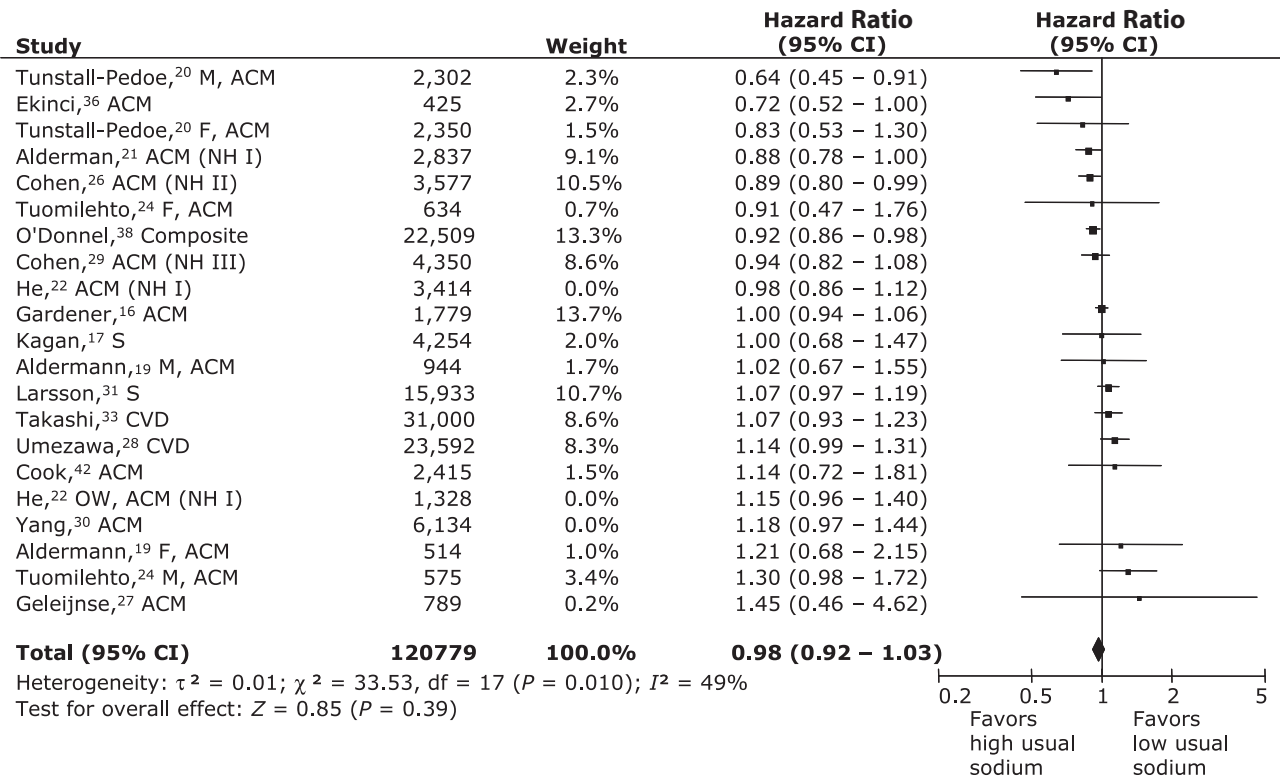 Hazard Ratio Hazard Ratio
Study Weight (95% CI) (95% CI)
Tunstall-Pedoe,²⁰ M, ACM 2,302 2.3% 0.64 (0.45 – 0.91)
Ekinci,³⁶ ACM 425 2.7% 0.72 (0.52 – 1.00)
Tunstall-Pedoe,²⁰ F, ACM 2,350 1.5% 0.83 (0.53 – 1.30)
Alderman,²¹ ACM (NH I) 2,837 9.1% 0.88 (0.78 – 1.00)
Cohen,²⁶ ACM (NH II) 3,577 10.5% 0.89 (0.80 – 0.99)
Tuomilehto,²⁴ F, ACM 634 0.7% 0.91 (0.47 – 1.76)
O'Donnel,³⁸ Composite 22,509 13.3% 0.92 (0.86 – 0.98)
Cohen,²⁹ ACM (NH III) 4,350 8.6% 0.94 (0.82 – 1.08)
He,²² ACM (NH I) 3,414 0.0% 0.98 (0.86 – 1.12)
Gardener,¹⁶ ACM 1,779 13.7% 1.00 (0.94 – 1.06)
Kagan,¹⁷ S 4,254 2.0% 1.00 (0.68 – 1.47)
Aldermann,₁₉ M, ACM 944 1.7% 1.02 (0.67 – 1.55)
Larsson,³¹ S 15,933 10.7% 1.07 (0.97 – 1.19)
Takashi,³³ CVD 31,000 8.6% 1.07 (0.93 – 1.23)
Umezawa,²⁸ CVD 23,592 8.3% 1.14 (0.99 – 1.31)
Cook,⁴² ACM 2,415 1.5% 1.14 (0.72 – 1.81)
He,²² OW, ACM (NH I) 1,328 0.0% 1.15 (0.96 – 1.40)
Yang,³⁰ ACM 6,134 0.0% 1.18 (0.97 – 1.44)
Aldermann,¹⁹ F, ACM 514 1.0% 1.21 (0.68 – 2.15)
Tuomilehto,²⁴ M, ACM 575 3.4% 1.30 (0.98 – 1.72)
Geleijnse,²⁷ ACM 789 0.2% 1.45 (0.46 – 4.62)
Total (95% CI) 120779 100.0% 0.98 (0.92 – 1.03)
Heterogeneity: τ² = 0.01; χ² = 33.53, df = 17 (P = 0.010); I² = 49%
Test for overall effect: Z = 0.85 (P = 0.39)
0.2 0.5 1 2 5
Favors Favors
high usual low usual
sodium sodium